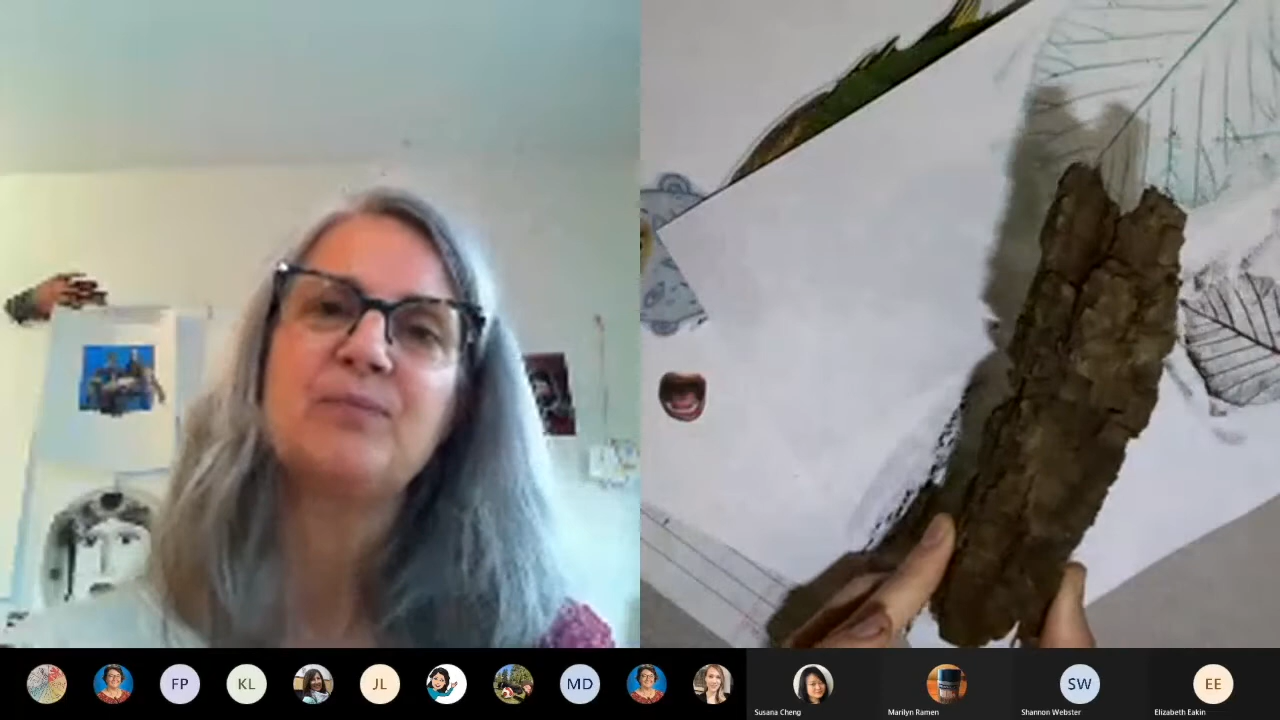 FP
KL
JL
MD
SW
EE
Susana Cheng
Marilyn Ramen
Shannon Webster
Elizabeth Eakin